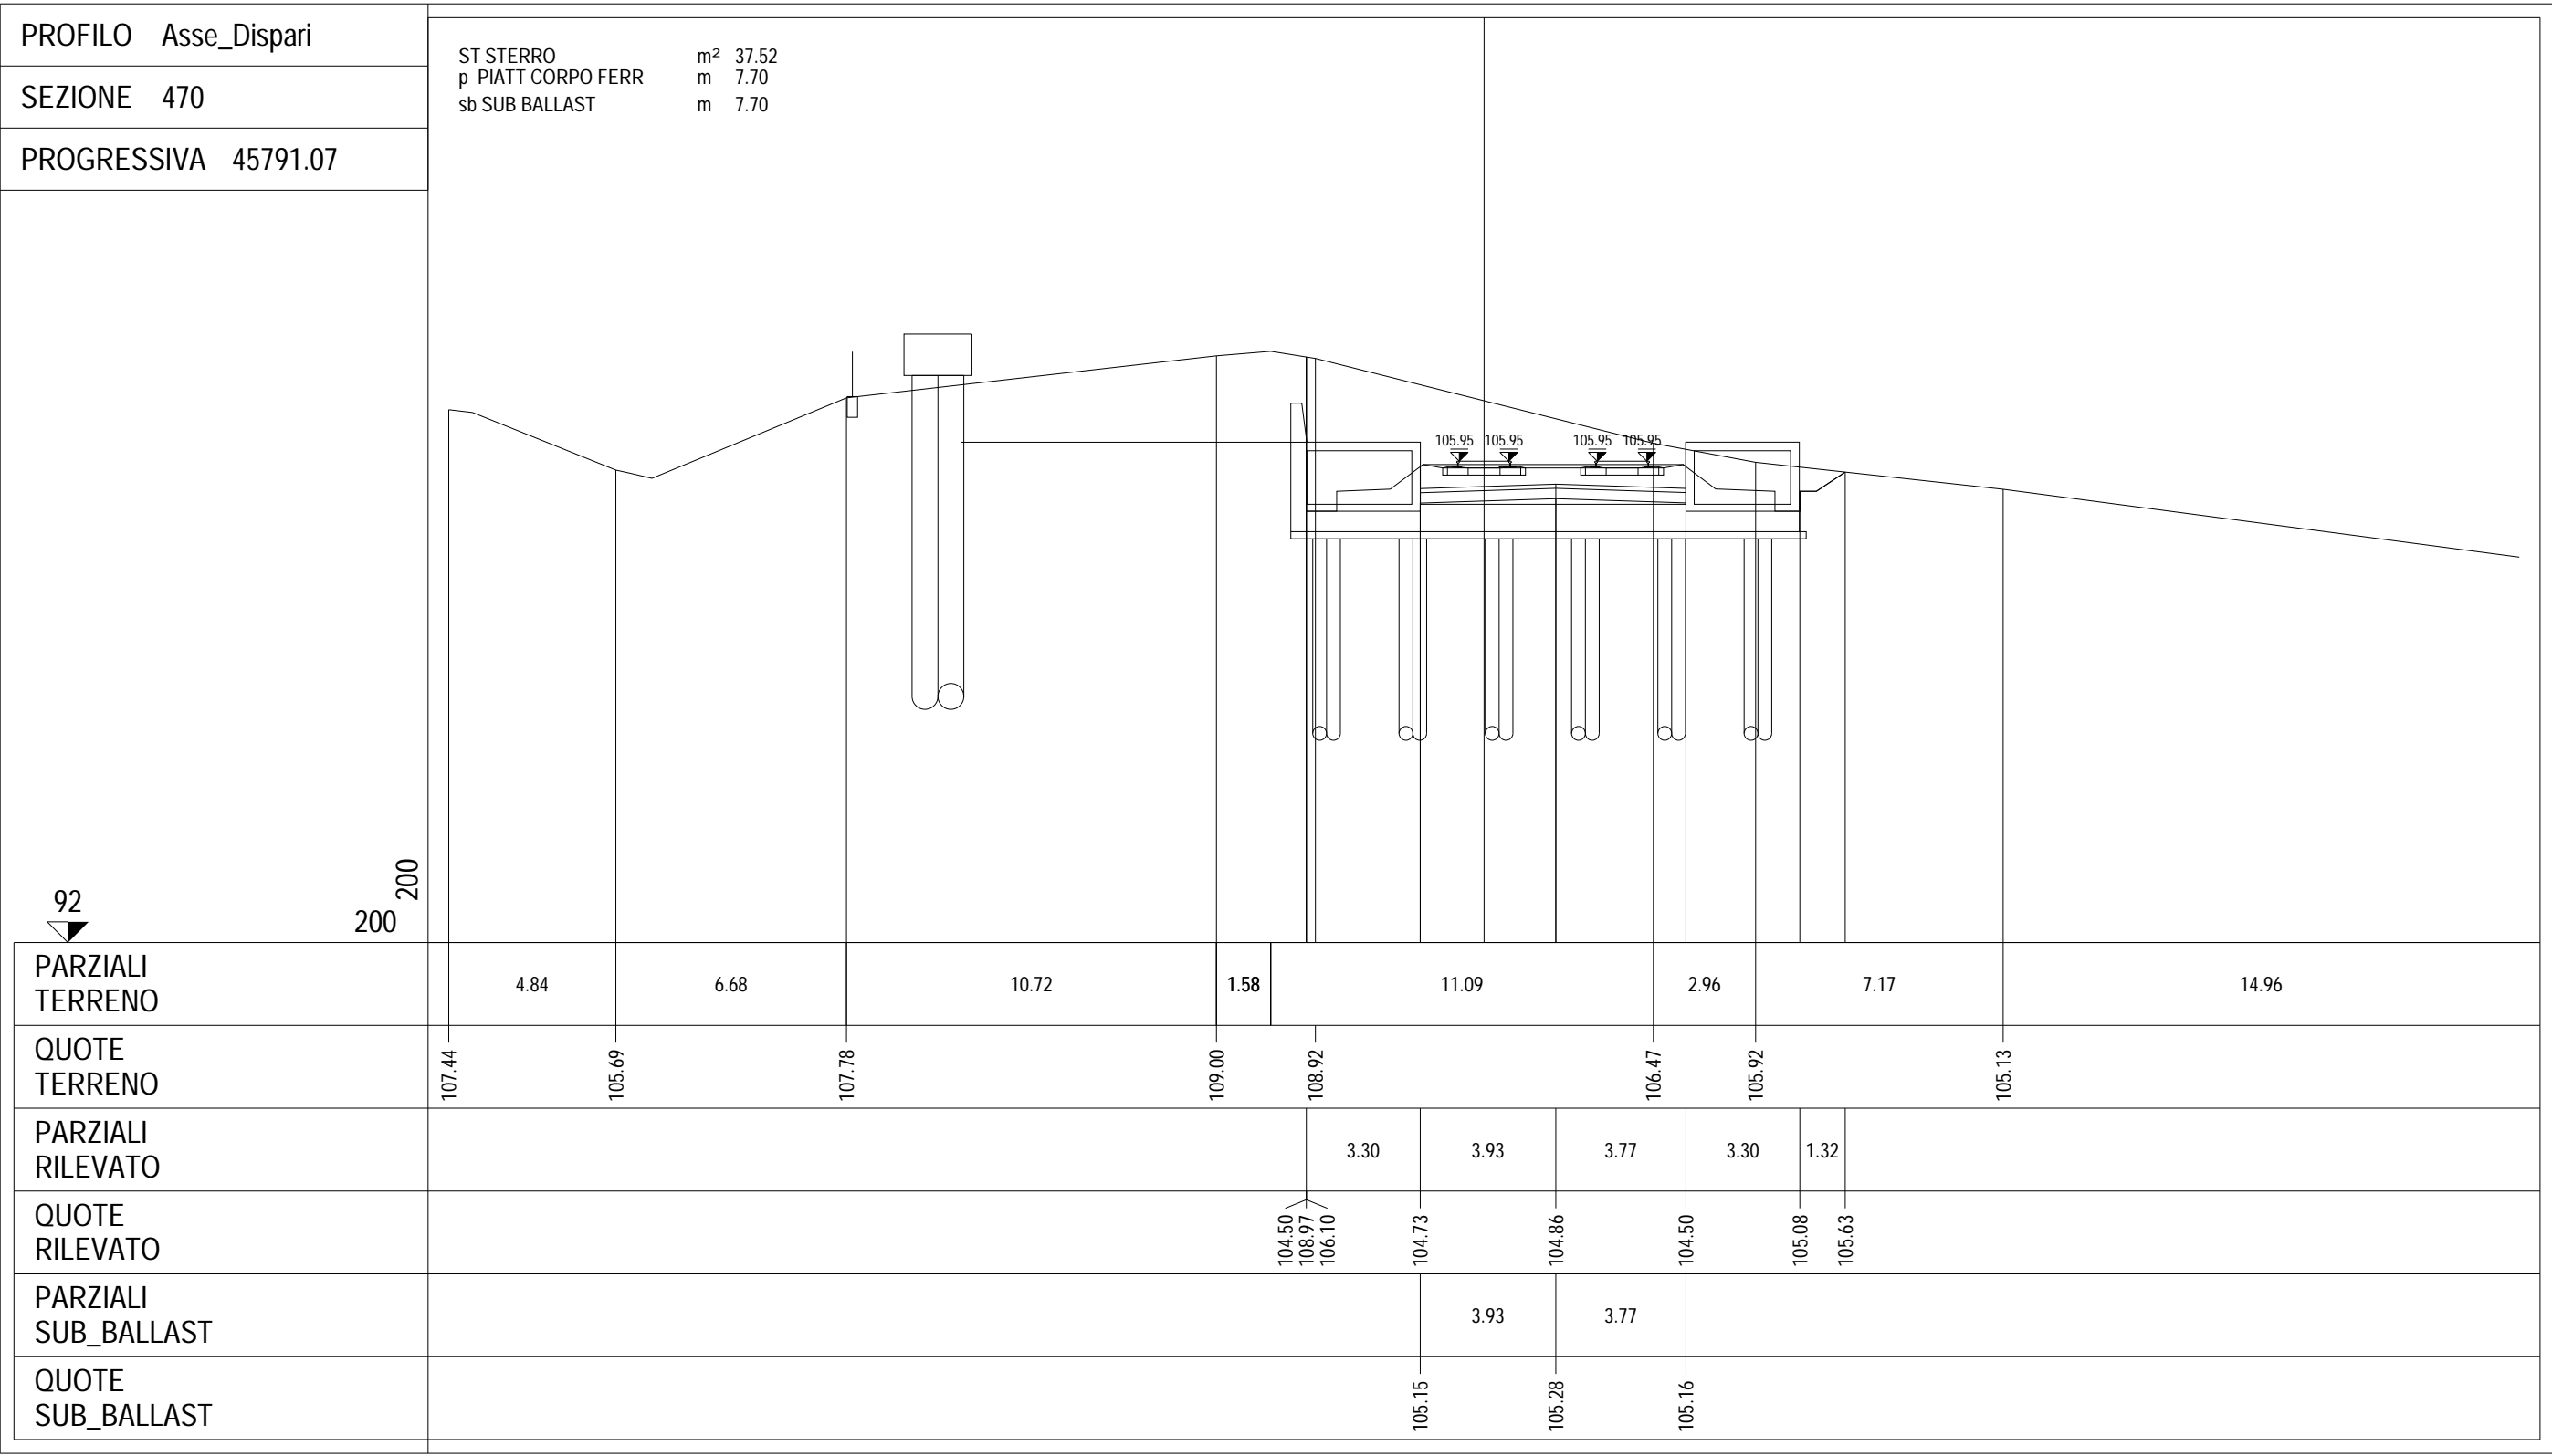 PROFILO Asse_Dispari
SEZIONE 470
PROGRESSIVA 45791.07
ST STERRO m² 37.52
p PIATT CORPO FERR m 7.70
sb SUB BALLAST m 7.70
105.95 105.95 105.95 105.95
92
200
200
PARZIALI
TERRENO
4.84 6.68 10.72 1.58 11.09 2.96 7.17 14.96
QUOTE
TERRENO
107.44 105.69 107.78 109.00 108.92 106.47 105.92 105.13
PARZIALI
RILEVATO
3.30 3.93 3.77 3.30 1.32
QUOTE
RILEVATO
104.50 108.97 106.10 104.73 104.86 104.50 105.08 105.63
PARZIALI
SUB_BALLAST
3.93 3.77
QUOTE
SUB_BALLAST
105.15 105.28 105.16